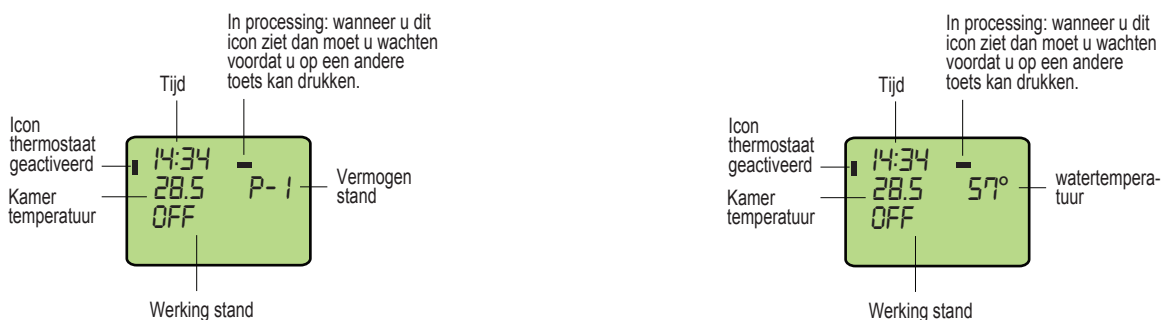 In processing: wanneer u dit
icon ziet dan moet u wachten
voordat u op een andere
toets kan drukken.
Tijd
Icon
thermostaat
geactiveerd
Kamer
temperatuur
14:34
28.5 P-1
OFF
Vermogen
stand
Werking stand
In processing: wanneer u dit
icon ziet dan moet u wachten
voordat u op een andere
toets kan drukken.
Tijd
Icon
thermostaat
geactiveerd
Kamer
temperatuur
14:34
28.5 57°
OFF
watertempera-
tuur
Werking stand